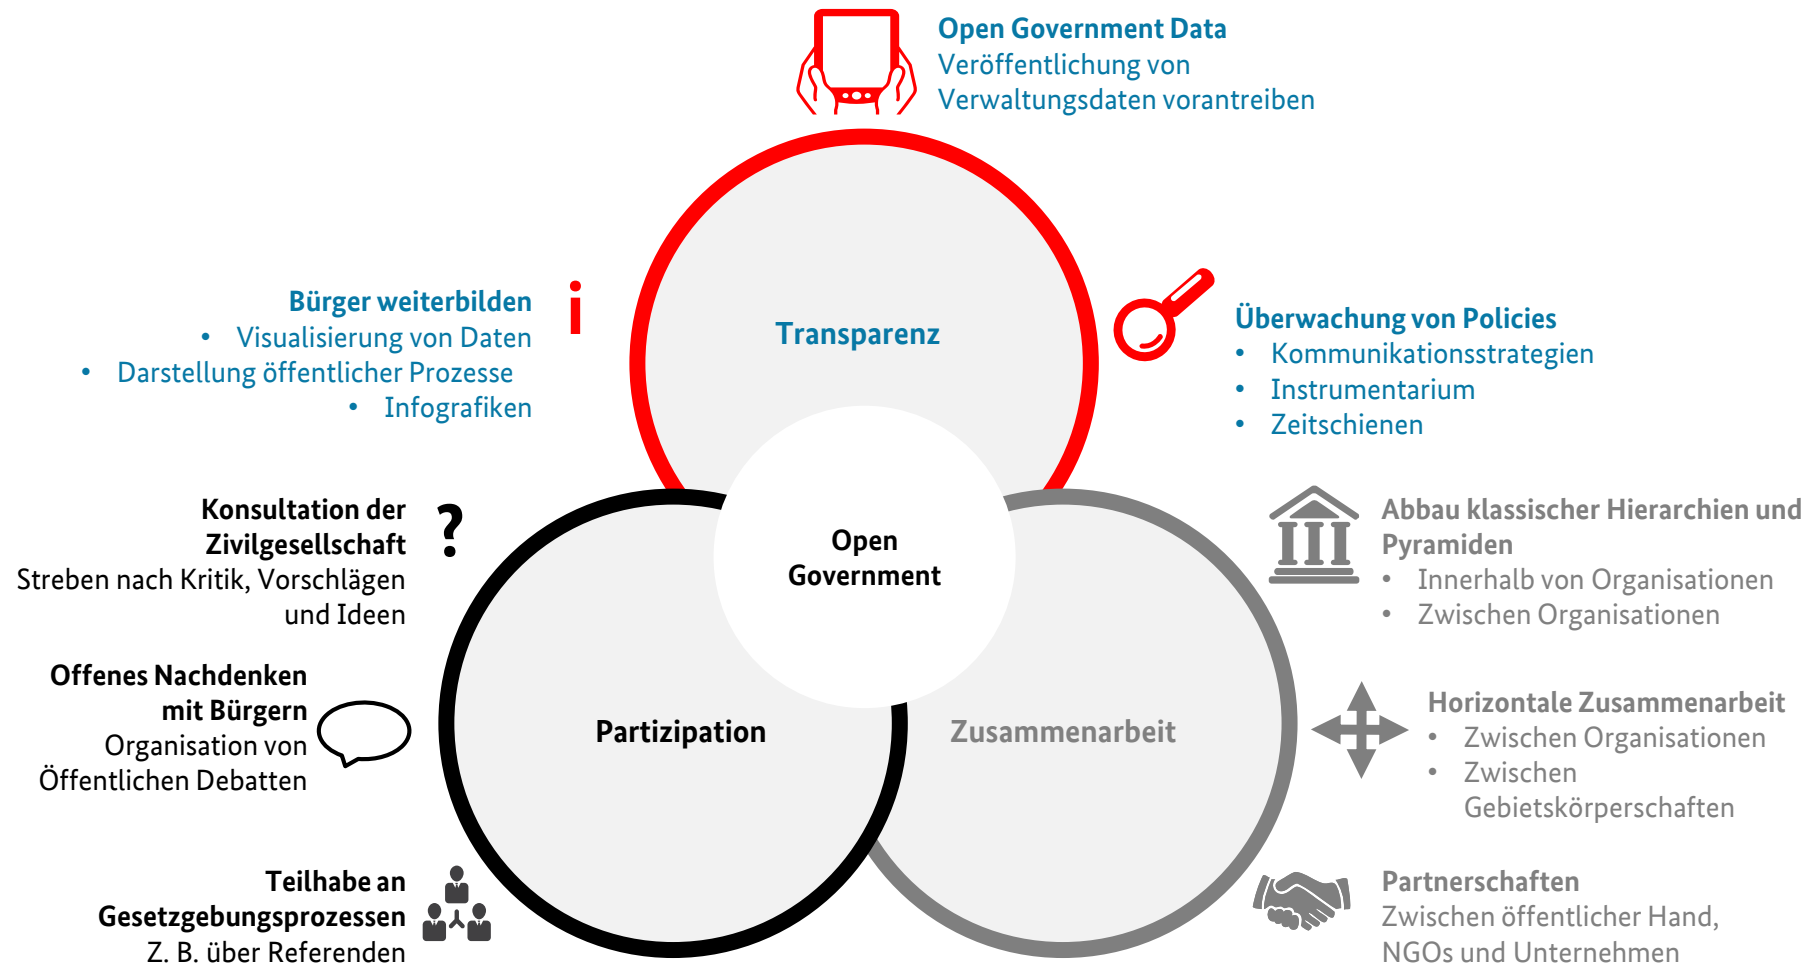 Open Government Data
Veröffentlichung von
Verwaltungsdaten vorantreiben
Bürger weiterbilden
• Visualisierung von Daten
• Darstellung öffentlicher Prozesse
• Infografiken
i
Transparenz
Überwachung von Policies
• Kommunikationsstrategien
• Instrumentarium
• Zeitschienen
Konsultation der
Zivilgesellschaft
Streben nach Kritik, Vorschlägen
und Ideen
?
Open
Government
Abbau klassischer Hierarchien und
Pyramiden
• Innerhalb von Organisationen
• Zwischen Organisationen
Offenes Nachdenken
mit Bürgern
Organisation von
Öffentlichen Debatten
Partizipation
Zusammenarbeit
Horizontale Zusammenarbeit
• Zwischen Organisationen
• Zwischen
Gebietskörperschaften
Teilhabe an
Gesetzgebungsprozessen
Z. B. über Referenden
Partnerschaften
Zwischen öffentlicher Hand,
NGOs und Unternehmen